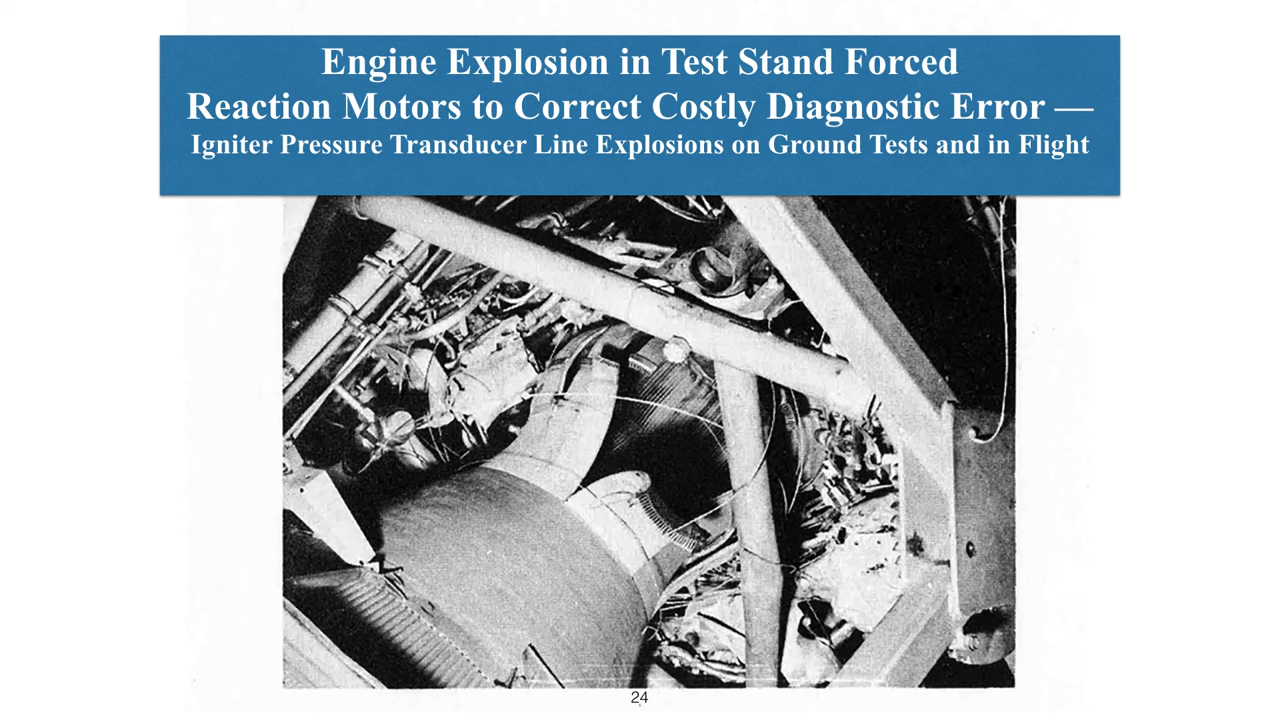 Engine Explosion in Test Stand Forced
Reaction Motors to Correct Costly Diagnostic Error —
Igniter Pressure Transducer Line Explosions on Ground Tests and in Flight
24